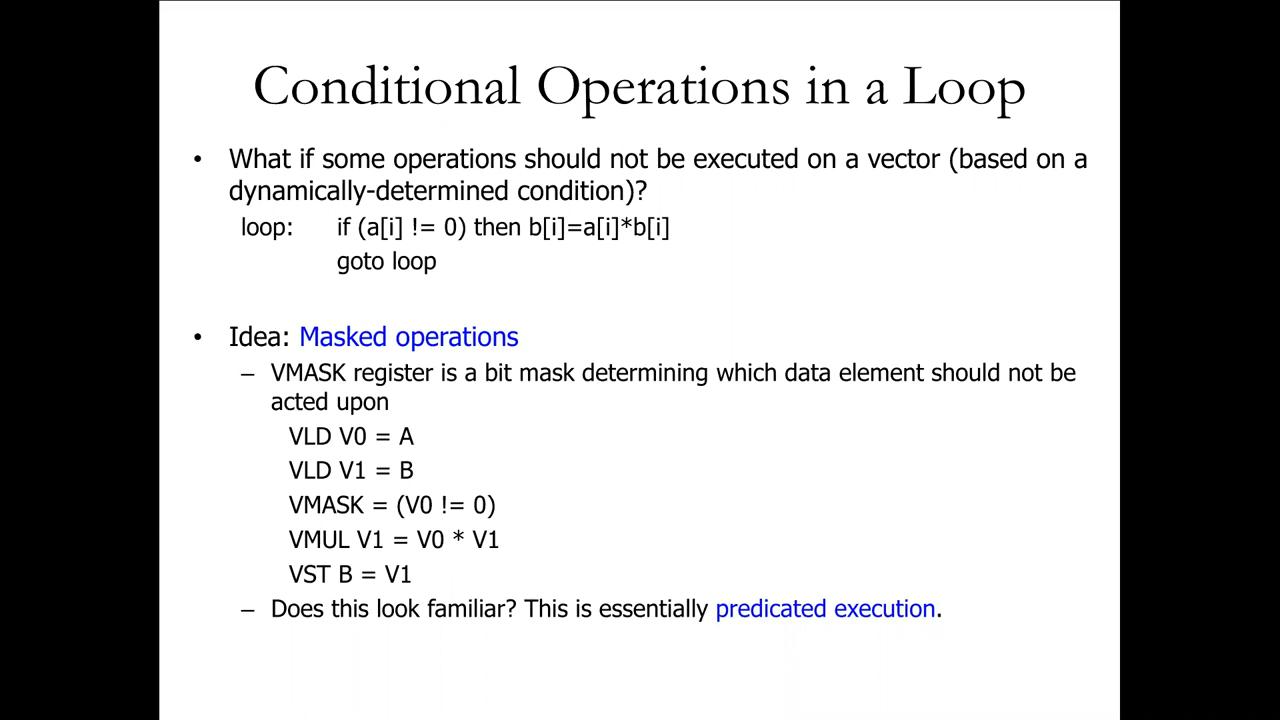 Conditional Operations in a Loop
• What if some operations should not be executed on a vector (based on a
dynamically-determined condition)?
loop: if (a[i] != 0) then b[i]=a[i]*b[i]
goto loop
• Idea: Masked operations
– VMASK register is a bit mask determining which data element should not be
acted upon
VLD V0 = A
VLD V1 = B
VMASK = (V0 != 0)
VMUL V1 = V0 * V1
VST B = V1
– Does this look familiar? This is essentially predicated execution.